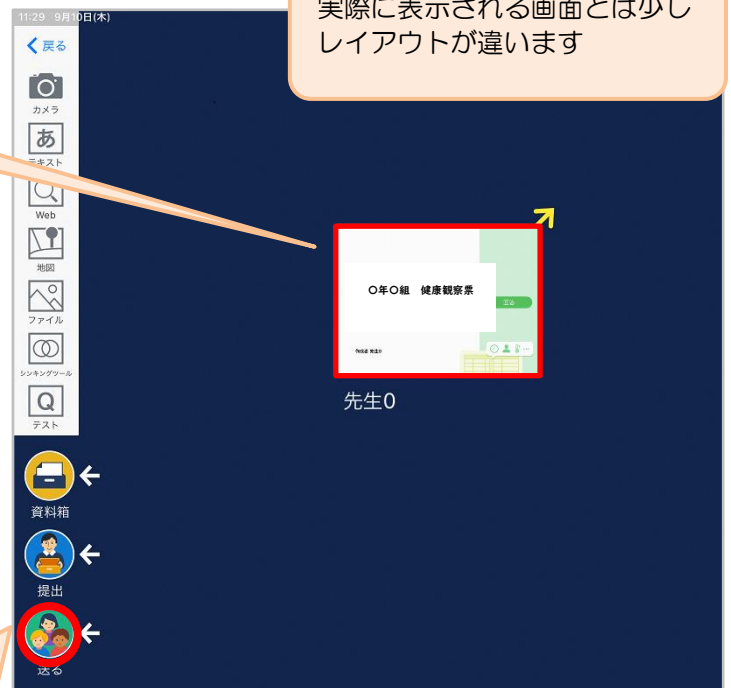 実際に表示される画面とは少し
レイアウトが違います
11:29 9月10日(木)
戻る
カメラ
あ
テキスト
Web
地図
ファイル
シンキングツール
Q
テスト
〇年〇組 健康観察票
先生0
資料箱
提出
送る